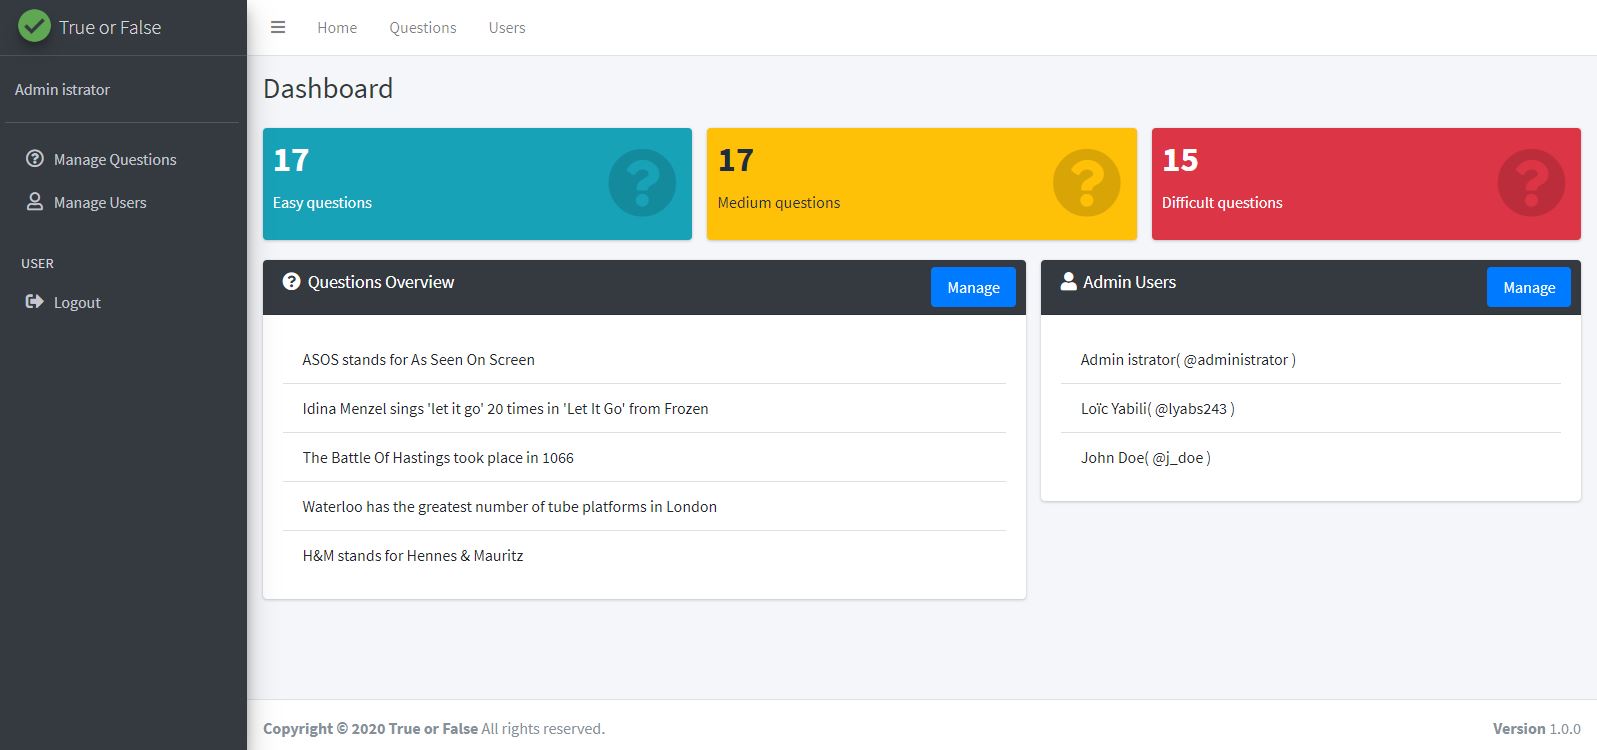 True or False
Home Questions Users
Admin istrator
Manage Questions
Manage Users
USER
Logout
Dashboard
17
Easy questions
17
Medium questions
15
Difficult questions
Questions Overview
Manage
ASOS stands for As Seen On Screen
Idina Menzel sings 'let it go' 20 times in 'Let It Go' from Frozen
The Battle Of Hastings took place in 1066
Waterloo has the greatest number of tube platforms in London
H&M stands for Hennes & Mauritz
Admin Users
Manage
Admin istrator( @administrator )
Loïc Yabili( @lyabs243 )
John Doe( @j_doe )
Copyright © 2020 True or False All rights reserved.
Version 1.0.0